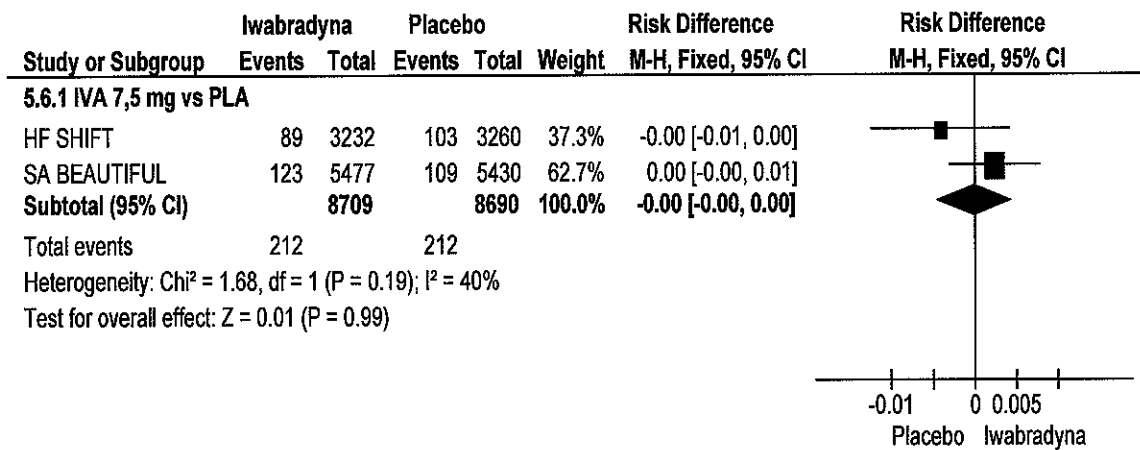 Iwabradyna Placebo Risk Difference Risk Difference
Study or Subgroup Events Total Events Total Weight M-H, Fixed, 95% CI M-H, Fixed, 95% CI
5.6.1 IVA 7,5 mg vs PLA
HF SHIFT 89 3232 103 3260 37.3% -0.00 [-0.01, 0.00]
SA BEAUTIFUL 123 5477 109 5430 62.7% 0.00 [-0.00, 0.01]
Subtotal (95% CI) 8709 8690 100.0% -0.00 [-0.00, 0.00]
Total events 212 212
Heterogeneity: Chi² = 1.68, df = 1 (P = 0.19); I² = 40%
Test for overall effect: Z = 0.01 (P = 0.99)
-0.01 0 0.005
Placebo Iwabradyna